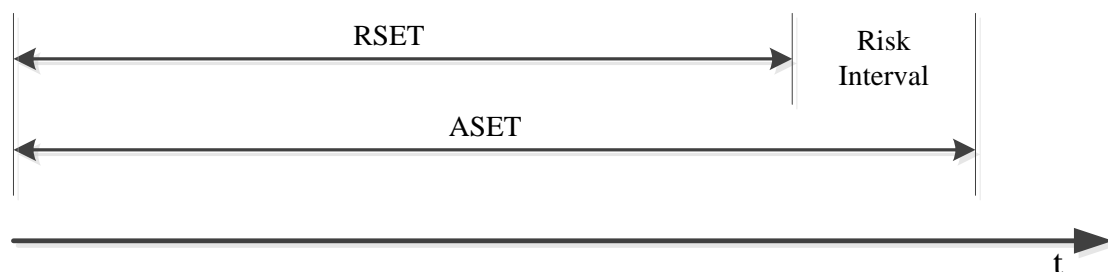 RSET
Risk
Interval
ASET
t